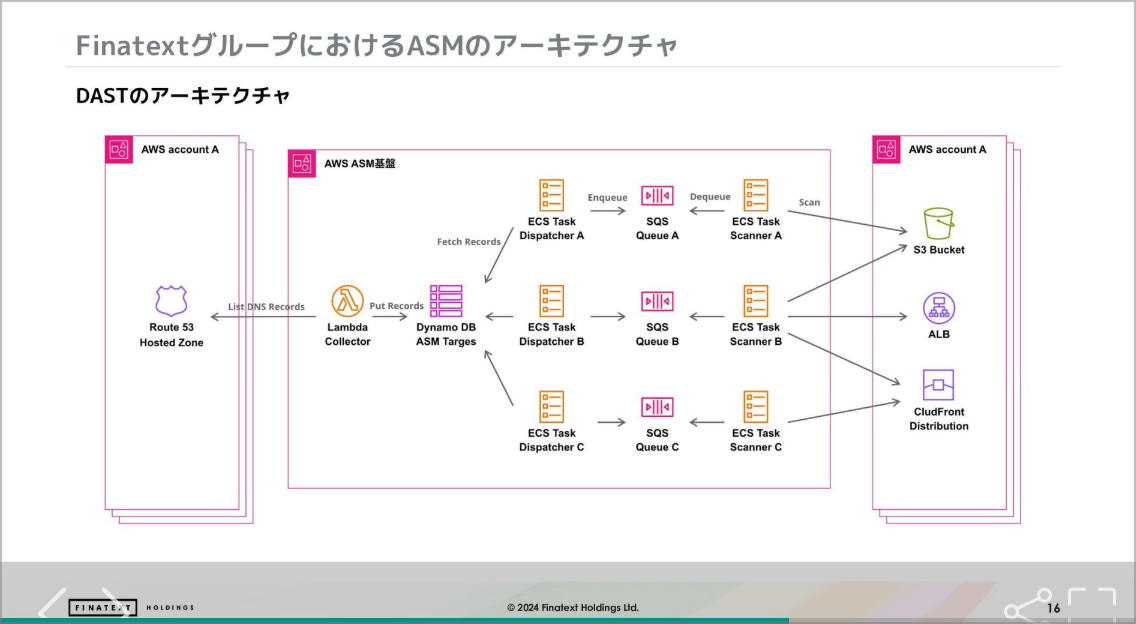 FinatextグループにおけるASMのアーキテクチャ
DASTのアーキテクチャ
AWS account A
Route 53
Hosted Zone
List DNS Records
AWS ASM基盤
Lambda
Collector
Put Records
Dynamo DB
ASM Targes
Fetch Records
ECS Task
Dispatcher A
Enqueue
SQS
Queue A
Dequeue
ECS Task
Scanner A
Scan
ECS Task
Dispatcher B
SQS
Queue B
ECS Task
Scanner B
ECS Task
Dispatcher C
SQS
Queue C
ECS Task
Scanner C
AWS account A
S3 Bucket
ALB
CludFront
Distribution
FINATEXT HOLDINGS
© 2024 Finatext Holdings Ltd.
16